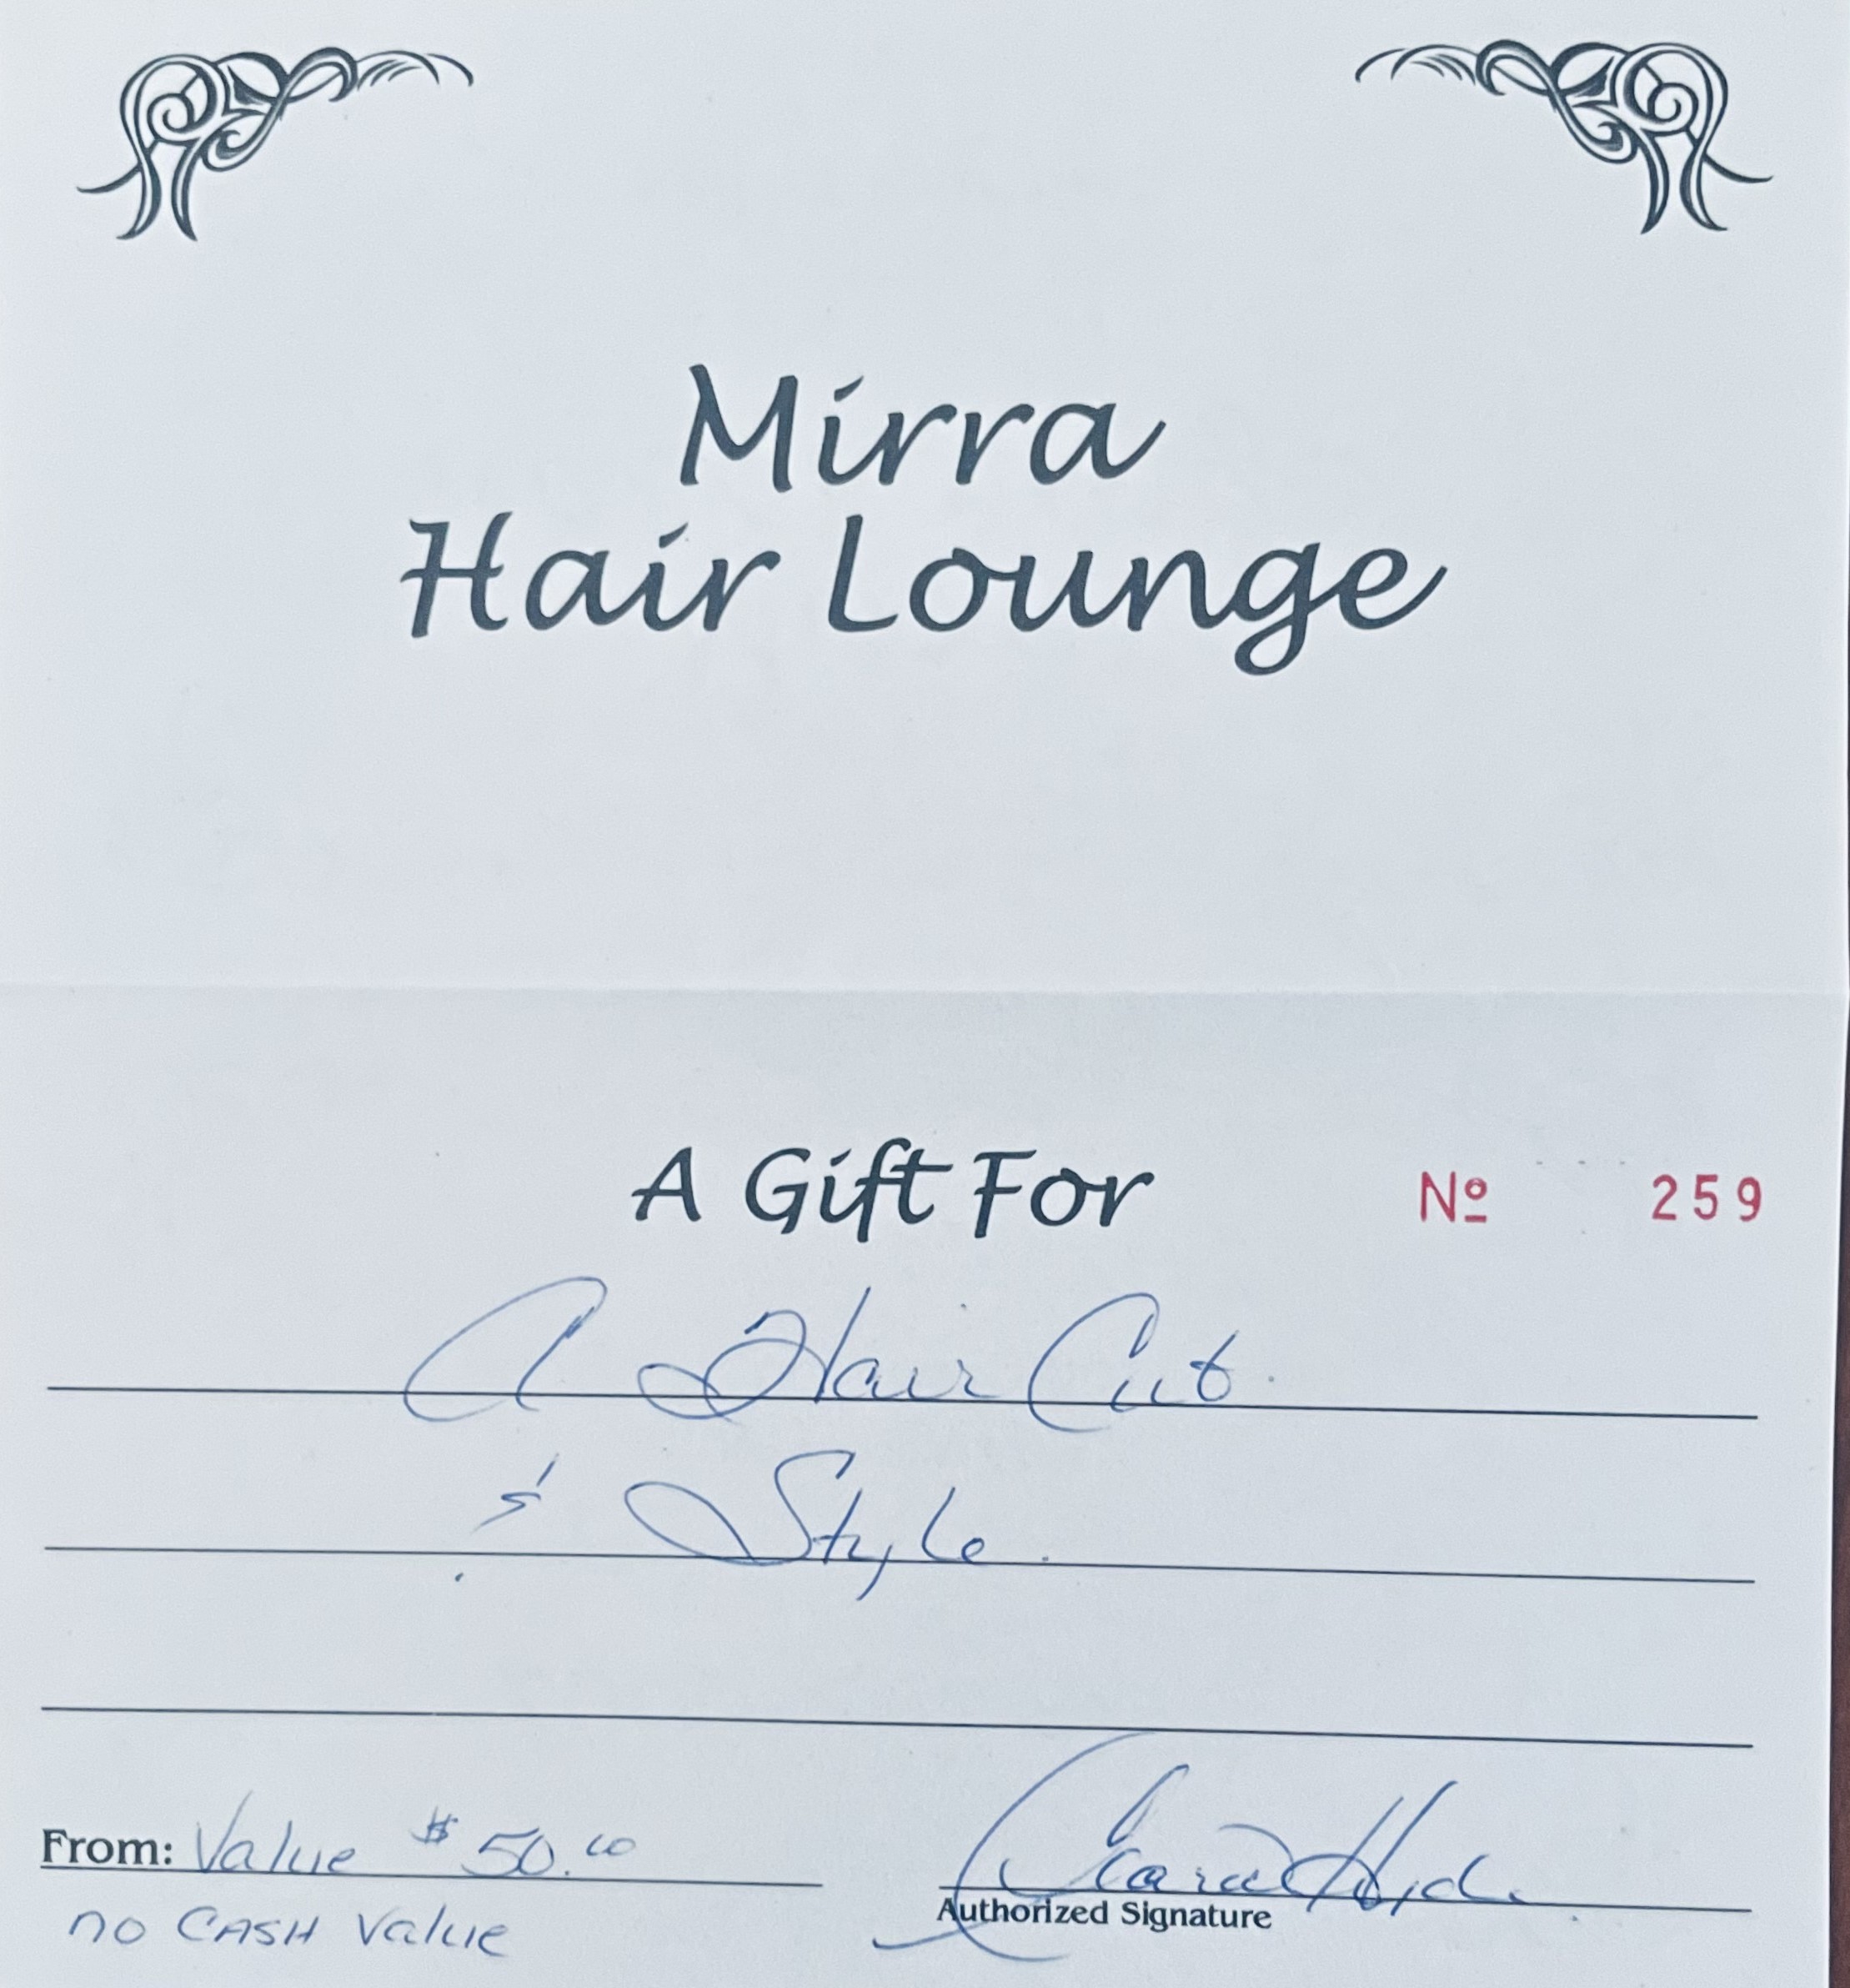 Mirra
Hair Lounge
A Gift For
Nº 259
A Hair Cut
& Style.
From: Value $50.00
no CASH Value
Authorized Signature